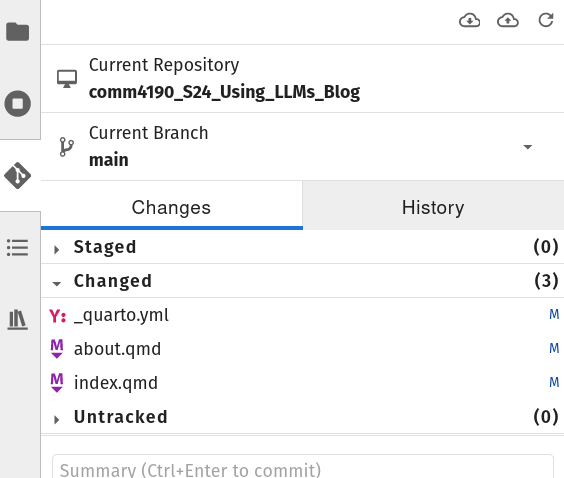 Current Repository
comm4190_S24_Using_LLMs_Blog
Current Branch
main
Changes
History
Staged (0)
Changed (3)
Y: _quarto.yml M
M about.qmd M
M index.qmd M
Untracked (0)
Summary (Ctrl+Enter to commit)